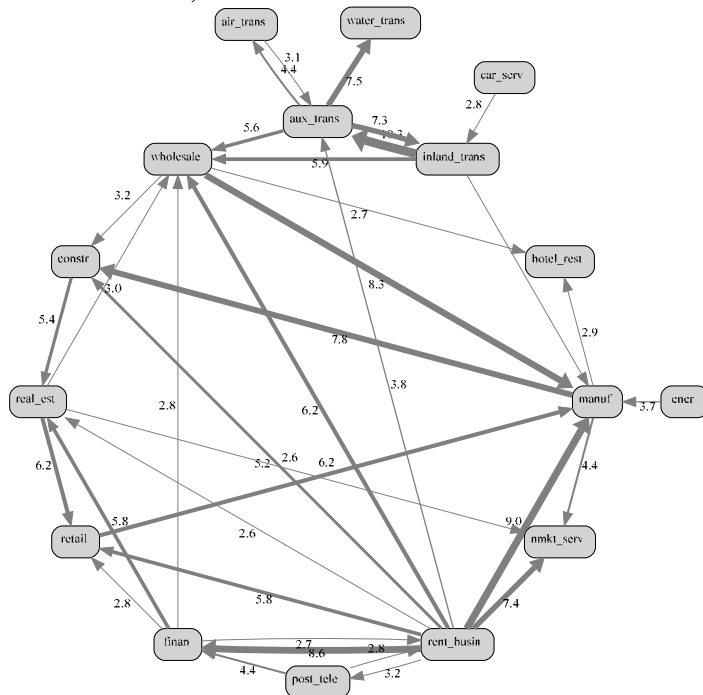 air_trans
water_trans
3.1
4.4
7.5
car_serv
2.8
aux_trans
7.3
5.6
wholesale
5.9
inland_trans
3.2
2.7
constr
hotel_rest
3.0
8.3
5.4
7.8
2.9
real_est
2.8
3.8
manuf
3.7
ener
6.2
6.2
5.2
2.6
6.2
4.4
5.8
9.0
retail
2.6
nmkt_serv
2.8
5.8
7.4
finan
2.7
8.6
2.8
rent_busin
4.4
post_tele
3.2